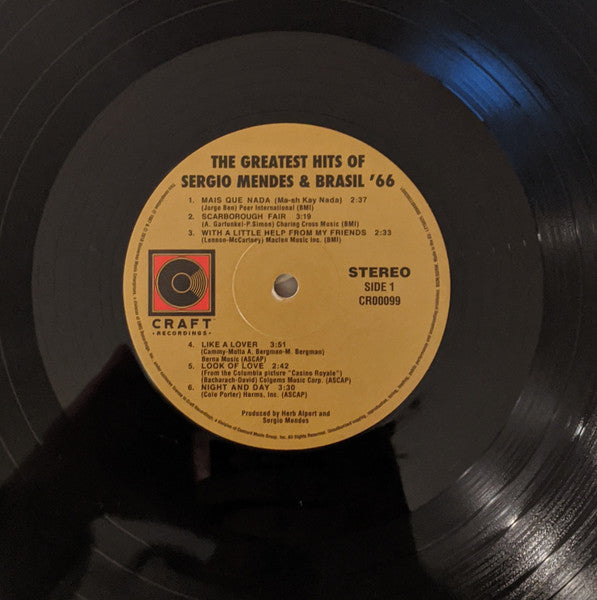 THE GREATEST HITS OF
SERGIO MENDES & BRASIL '66
1. MAIS QUE NADA (Ma-sh Kay Nada) 2:37
(Jorge Ben) Peer International (BMI)
2. SCARBOROUGH FAIR 3:19
(A. Garfunkel-P.Simon) Charing Cross Music (BMI)
3. WITH A LITTLE HELP FROM MY FRIENDS 2:33
(Lennon-McCartney) Maclen Music Inc. (BMI)
STEREO
SIDE 1
CR00099
CRAFT
RECORDINGS
4. LIKE A LOVER 3:51
(Cammy-Motta A. Bergman-M. Bergman)
Berna Music (ASCAP)
5. LOOK OF LOVE 2:42
(From the Columbia picture "Casino Royale")
(Bacharach-David) Colgems Music Corp. (ASCAP)
6. NIGHT AND DAY 3:30
(Cole Porter) Harms, Inc. (ASCAP)
Produced by Herb Alpert and
Sergio Mendes